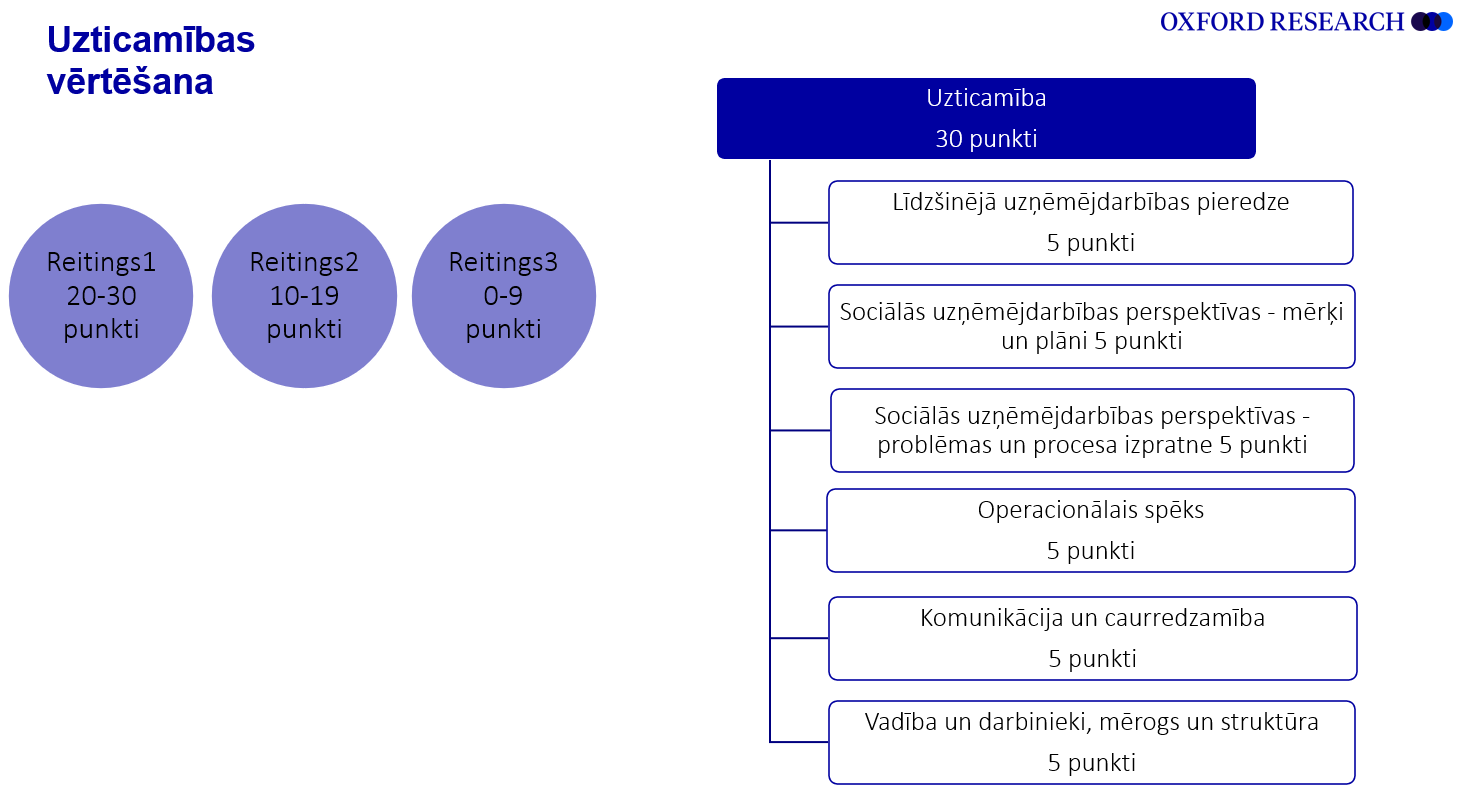 Uzticamības
vērtēšana
OXFORD RESEARCH
Reitings1
20-30
punkti
Reitings2
10-19
punkti
Reitings3
0-9
punkti
Uzticamība
30 punkti
Līdzšinējā uzņēmējdarbības pieredze
5 punkti
Sociālās uzņēmējdarbības perspektīvas - mērķi
un plāni 5 punkti
Sociālās uzņēmējdarbības perspektīvas -
problēmas un procesa izpratne 5 punkti
Operacionālais spēks
5 punkti
Komunikācija un caurredzamība
5 punkti
Vadība un darbinieki, mērogs un struktūra
5 punkti